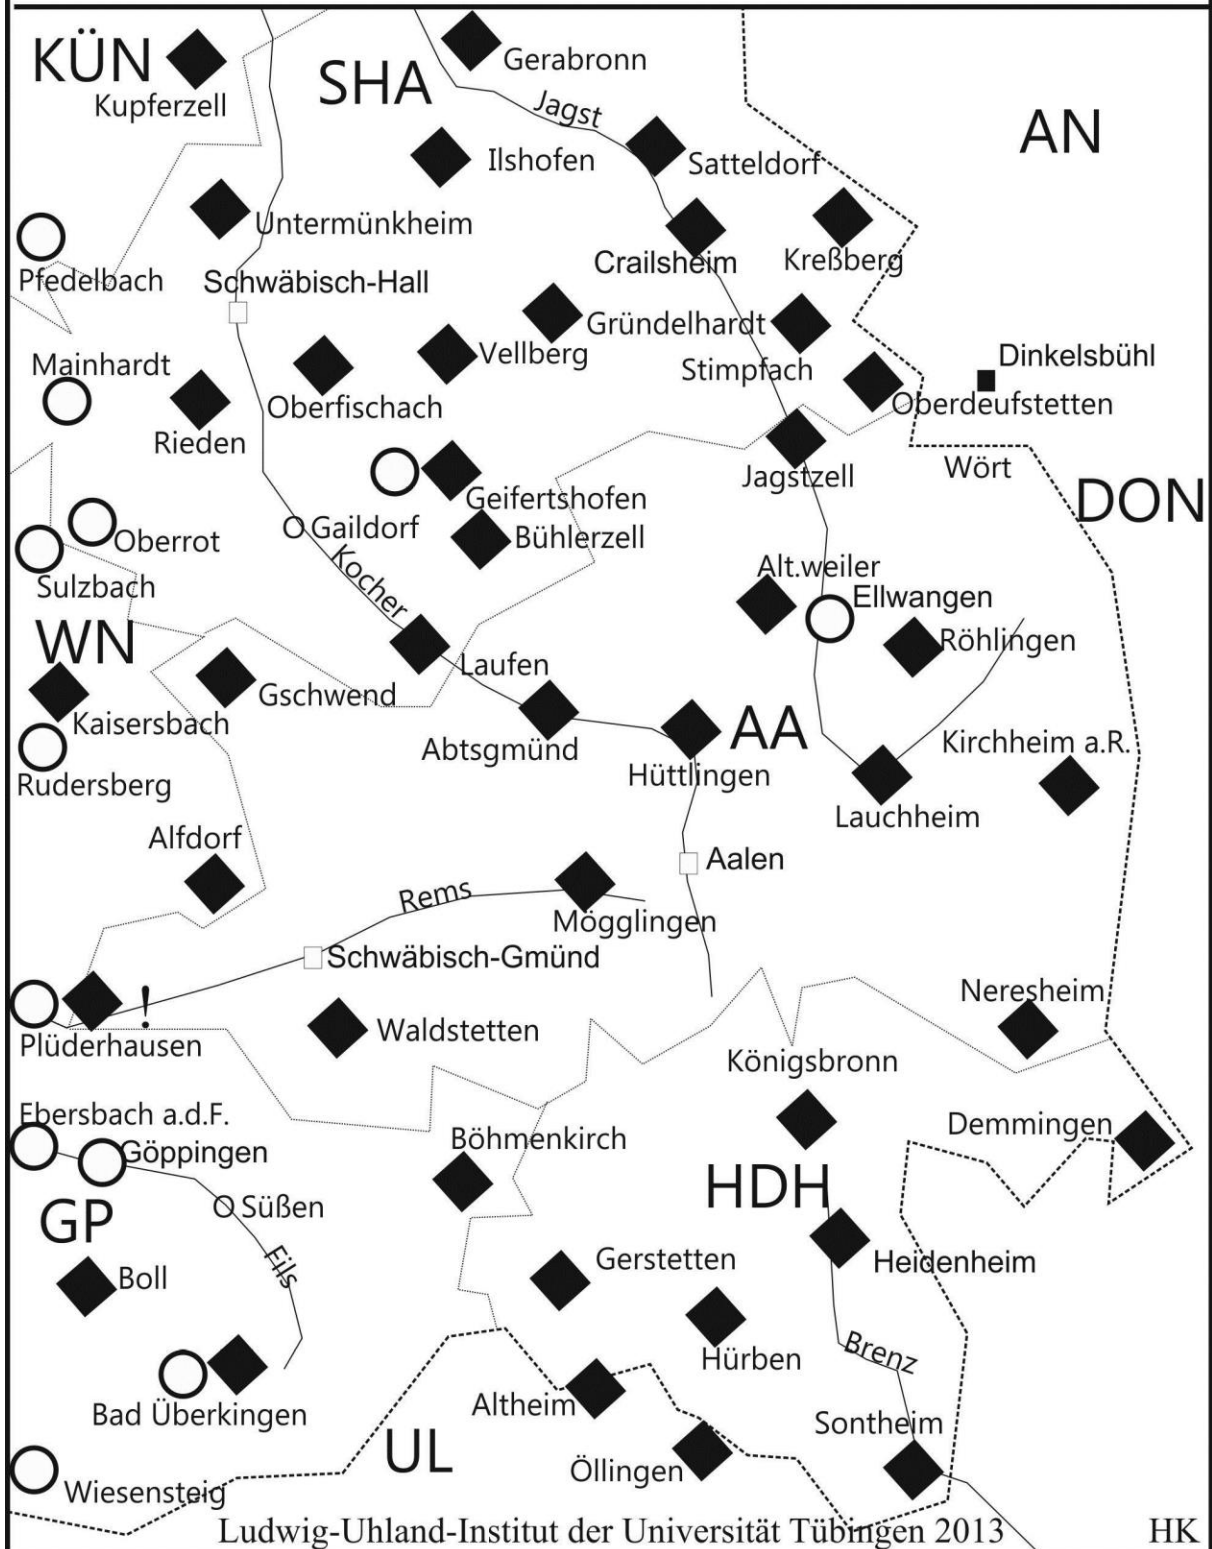 KÜN
Kupferzell
SHA
Gerabronn
Jagst
AN
Ilshofen
Satteldorf
Untermünkheim
Pfedelbach
Crailsheim
Kreßberg
Schwäbisch-Hall
Gründelhardt
Vellberg
Stimpfach
Dinkelsbühl
Mainhardt
Oberfischach
Oberdeufstetten
Rieden
Wört
Jagstzell
Geifertshofen
DON
O Gaildorf
Bühlerzell
Oberrot
Sulzbach
Kocher
Alt.weiler
Ellwangen
WN
Röhlingen
Laufen
Gschwend
Kaisersbach
Abtsgmünd
AA
Kirchheim a.R.
Rudersberg
Hüttlingen
Lauchheim
Alfdorf
Aalen
Rems
Mögglingen
Schwäbisch-Gmünd
Neresheim
!
Plüderhausen
Waldstetten
Königsbronn
Ebersbach a.d.F.
Demmingen
Böhmenkirch
Göppingen
HDH
O Süßen
GP
Fils
Gerstetten
Heidenheim
Boll
Hürben
Brenz
Bad Überkingen
Altheim
Sontheim
UL
Öllingen
Wiesensteig
Ludwig-Uhland-Institut der Universität Tübingen 2013 HK